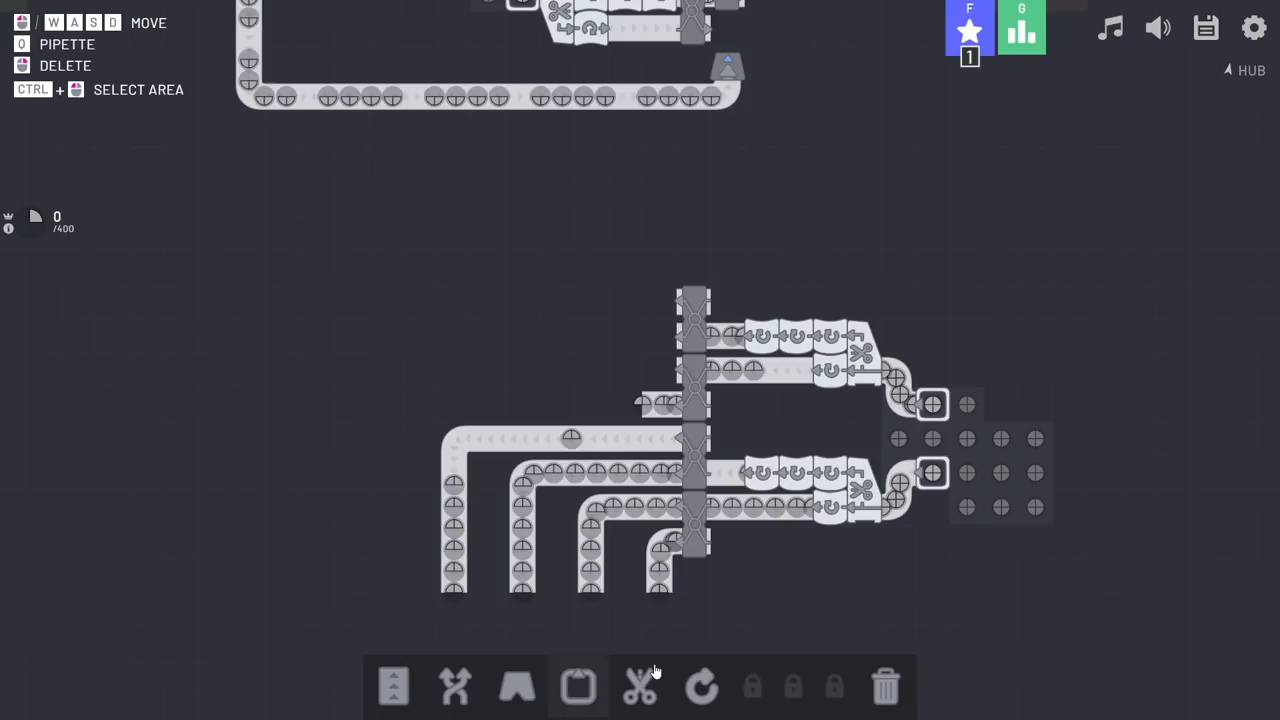 / W A S D MOVE
Q PIPETTE
DELETE
CTRL + SELECT AREA
F
G
1
HUB
0
/400